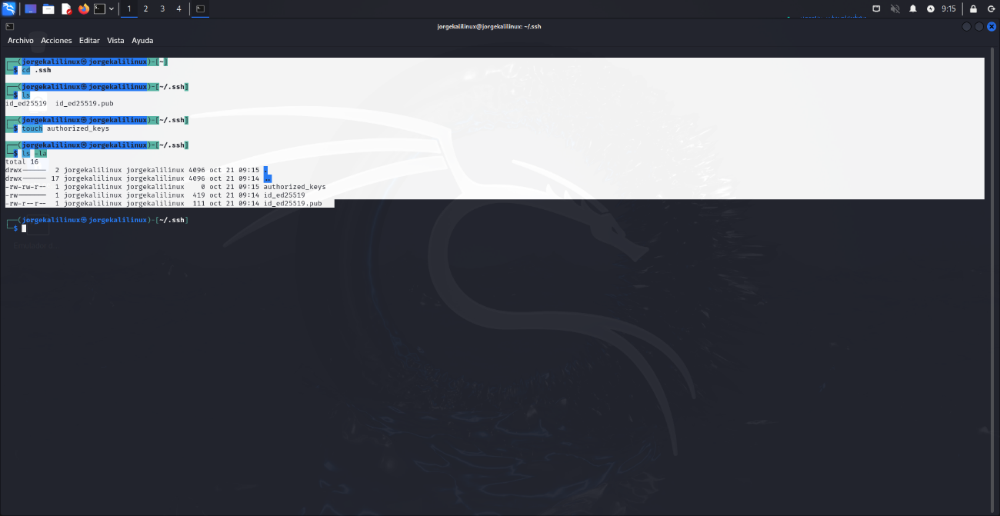 1 2 3 4 9:15
jorgekalilinux@jorgekalilinux: ~/.ssh
Archivo Acciones Editar Vista Ayuda
┌──(jorgekalilinux㉿jorgekalilinux)-[~]
└─$ cd .ssh
┌──(jorgekalilinux㉿jorgekalilinux)-[~/.ssh]
└─$ ls
id_ed25519 id_ed25519.pub
┌──(jorgekalilinux㉿jorgekalilinux)-[~/.ssh]
└─$ touch authorized_keys
┌──(jorgekalilinux㉿jorgekalilinux)-[~/.ssh]
└─$ ls -la
total 16
drwx------ 2 jorgekalilinux jorgekalilinux 4096 oct 21 09:15 .
drwx------ 17 jorgekalilinux jorgekalilinux 4096 oct 21 09:14 ..
-rw-rw-r-- 1 jorgekalilinux jorgekalilinux 0 oct 21 09:15 authorized_keys
-rw------- 1 jorgekalilinux jorgekalilinux 419 oct 21 09:14 id_ed25519
-rw-r--r-- 1 jorgekalilinux jorgekalilinux 111 oct 21 09:14 id_ed25519.pub
┌──(jorgekalilinux㉿jorgekalilinux)-[~/.ssh]
└─$